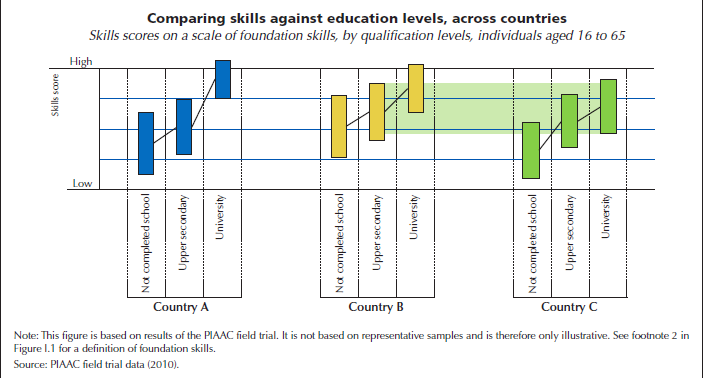 Comparing skills against education levels, across countries
Skills scores on a scale of foundation skills, by qualification levels, individuals aged 16 to 65
High
Skills score
Low
Not completed school
Upper secondary
University
Not completed school
Upper secondary
University
Not completed school
Upper secondary
University
Country A
Country B
Country C
Note: This figure is based on results of the PIAAC field trial. It is not based on representative samples and is therefore only illustrative. See footnote 2 in
Figure I.1 for a definition of foundation skills.
Source: PIAAC field trial data (2010).